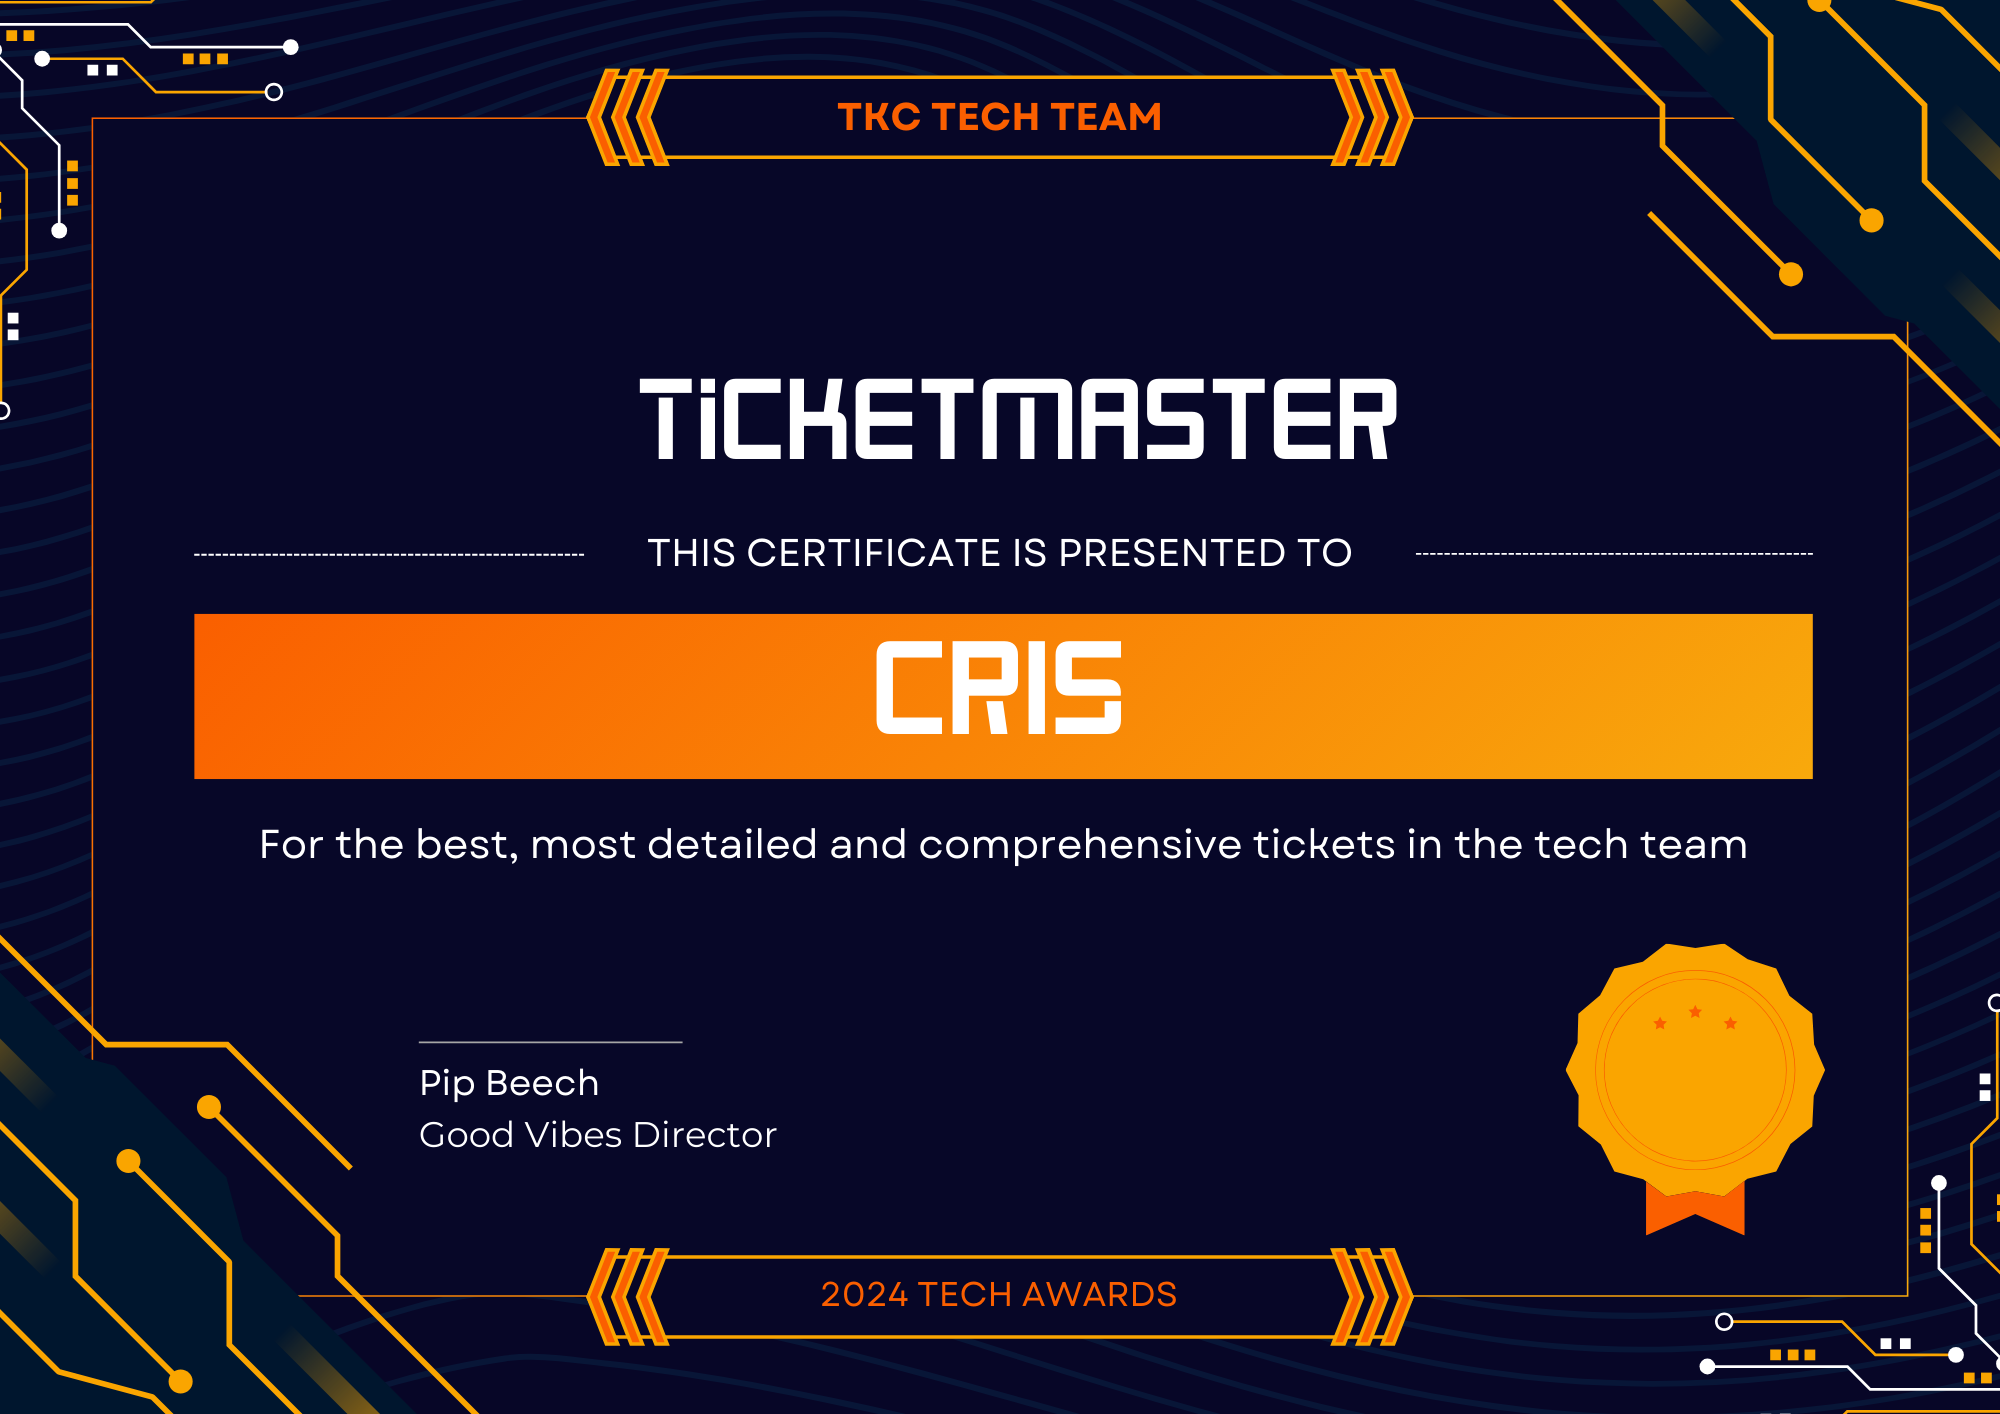 TKC TECH TEAM
TiCKETMASTER
THIS CERTIFICATE IS PRESENTED TO
CRIS
For the best, most detailed and comprehensive tickets in the tech team
Pip Beech
Good Vibes Director
2024 TECH AWARDS